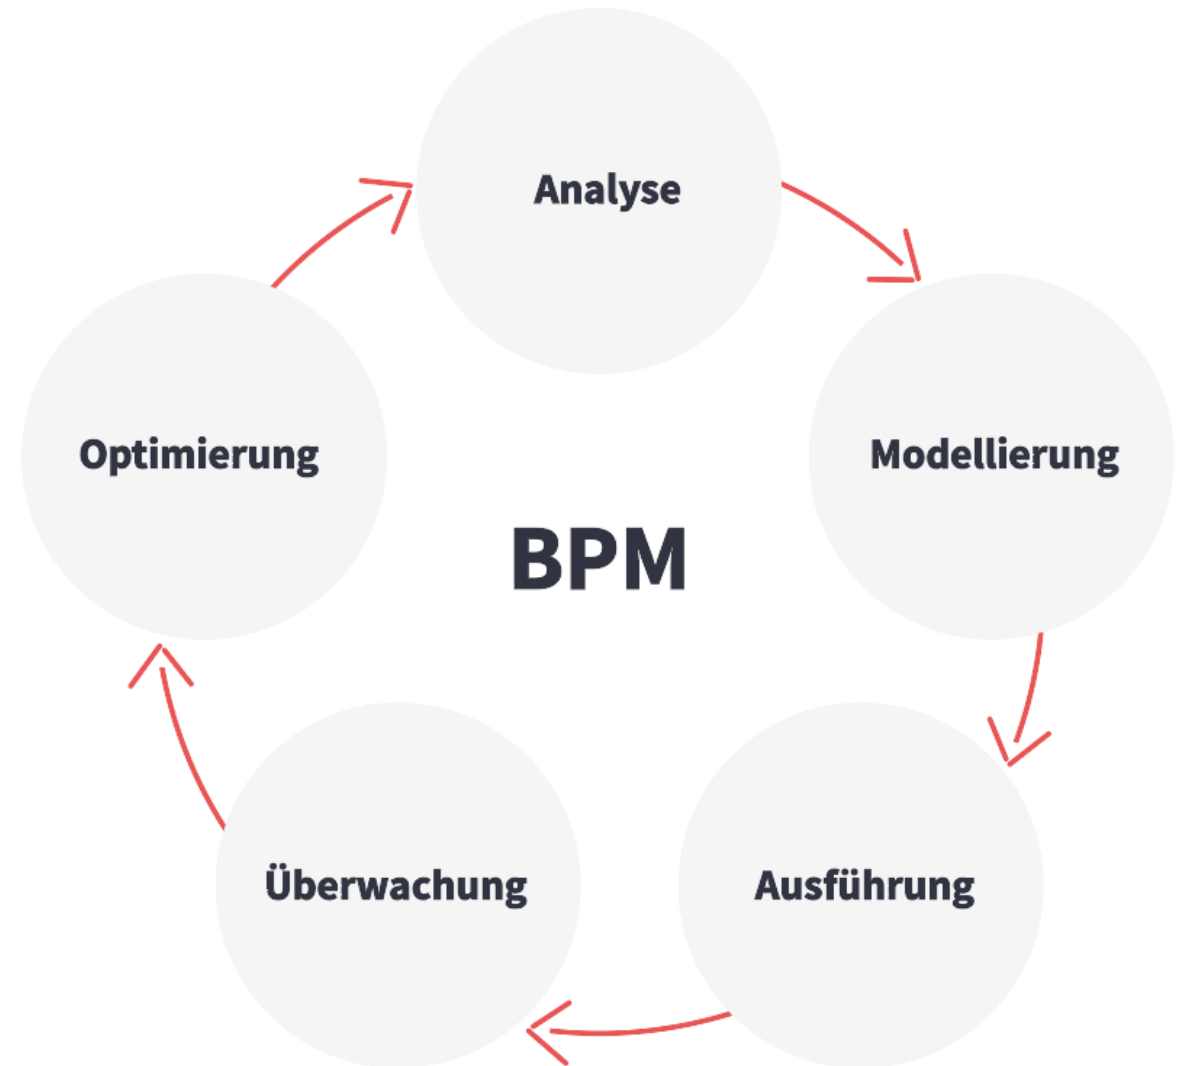 Analyse
Optimierung
Modellierung
BPM
Überwachung
Ausführung